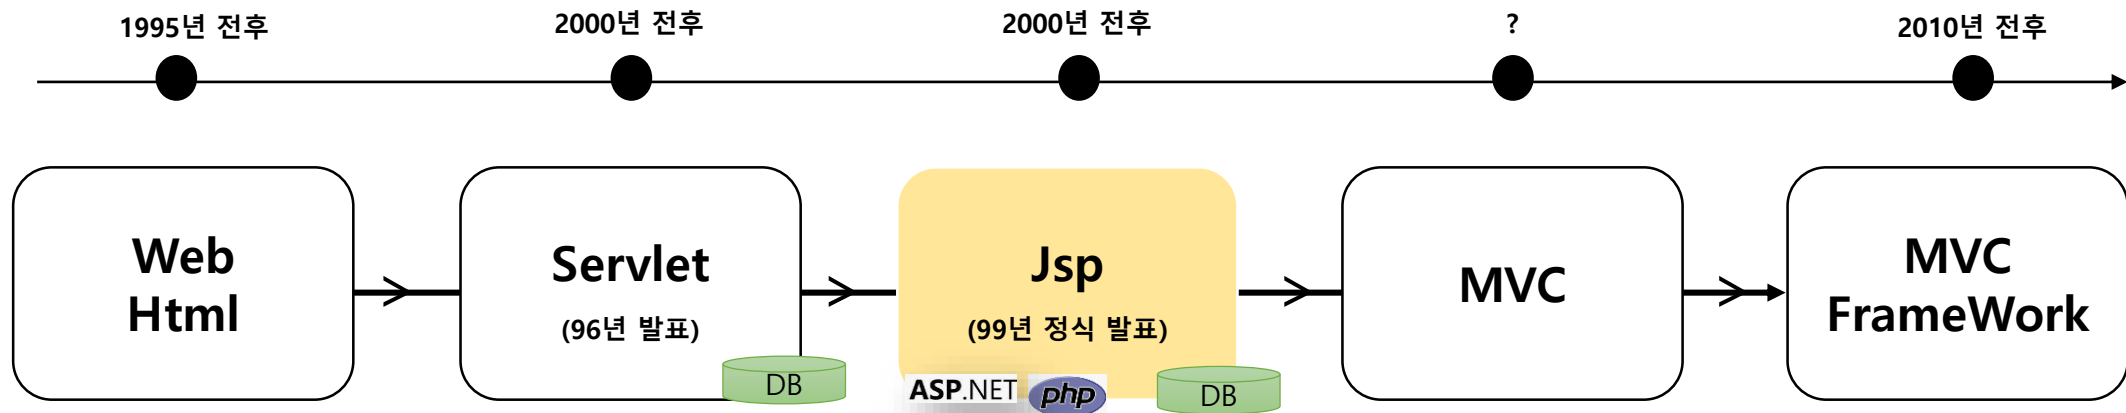 1995년 전후
2000년 전후
2000년 전후
?
2010년 전후
Web
Html
Servlet
(96년 발표)
DB
Jsp
(99년 정식 발표)
ASP.NET
php
DB
MVC
MVC
FrameWork